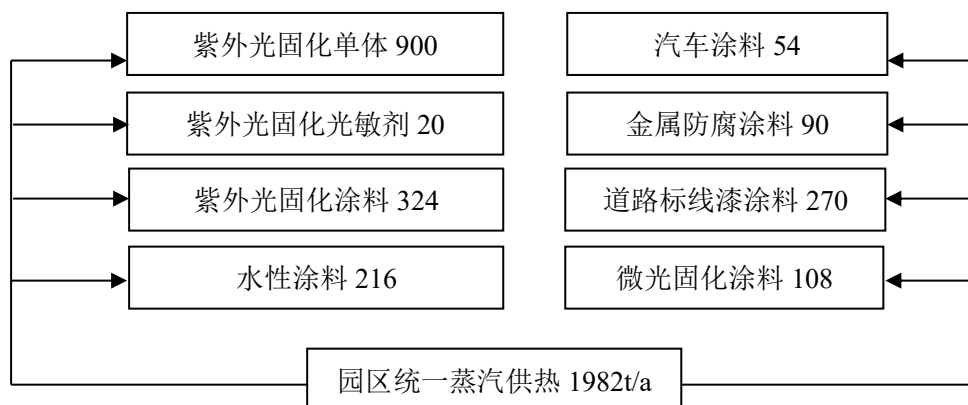 紫外光固化单体 900
汽车涂料 54
紫外光固化光敏剂 20
金属防腐涂料 90
紫外光固化涂料 324
道路标线漆涂料 270
水性涂料 216
微光固化涂料 108
园区统一蒸汽供热 1982t/a